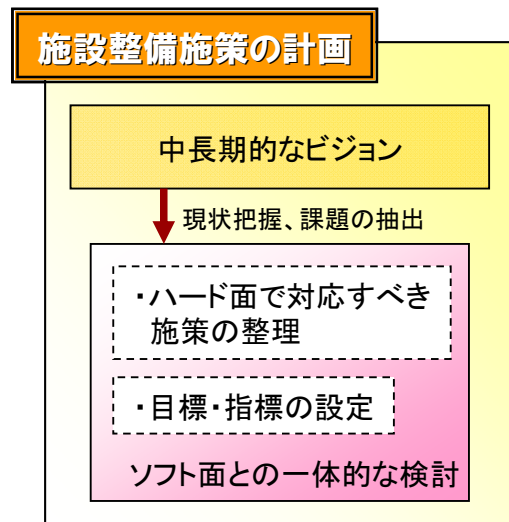 施設整備施策の計画
中長期的なビジョン
現状把握、課題の抽出
・ハード面で対応すべき
施策の整理
・目標・指標の設定
ソフト面との一体的な検討